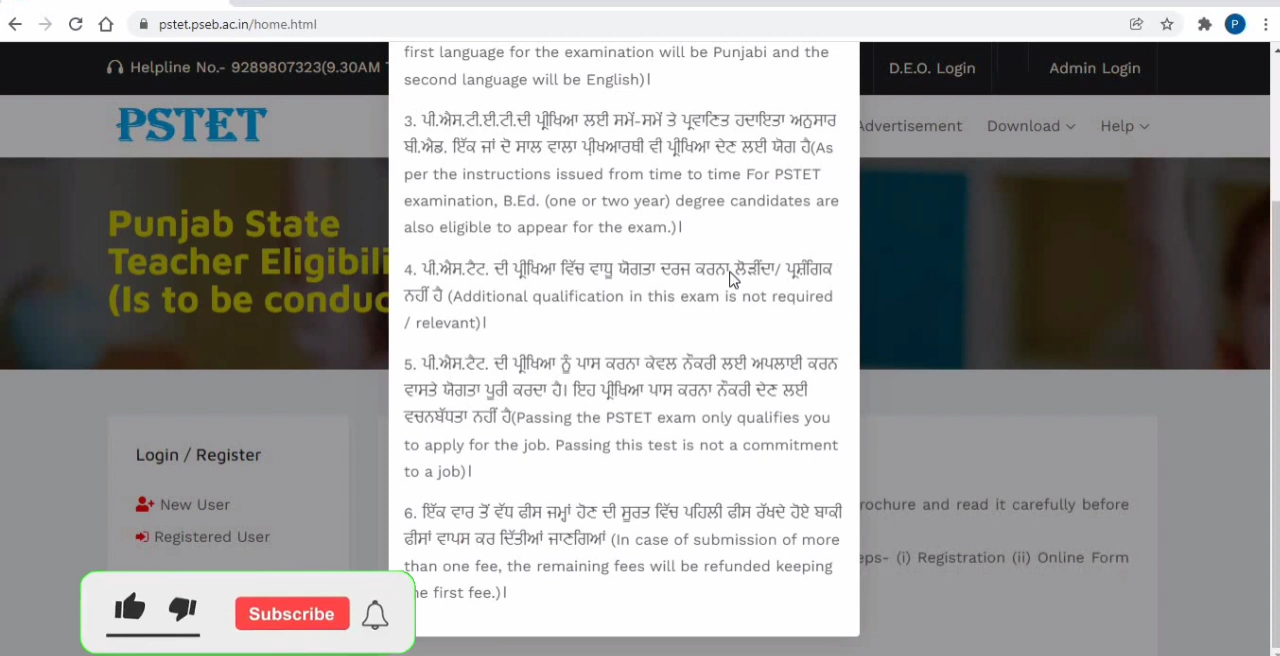 pstet.pseb.ac.in/home.html
P
Helpline No.- 9289807323(9.30AM
D.E.O. Login
Admin Login
PSTET
Advertisement
Download
Help
Punjab State
Teacher Eligibili
(Is to be conduc
first language for the examination will be Punjabi and the
second language will be English)।
3. ਪੀ.ਐਸ.ਟੀ.ਈ.ਟੀ.ਦੀ ਪ੍ਰੀਖਿਆ ਲਈ ਸਮੇਂ-ਸਮੇਂ ਤੇ ਪ੍ਰਵਾਣਿਤ ਹਦਾਇਤਾ ਅਨੁਸਾਰ
ਬੀ.ਐਡ. ਇੱਕ ਜਾਂ ਦੋ ਸਾਲ ਵਾਲਾ ਪੀ੍ਖਿਆਰਥੀ ਵੀ ਪ੍ਰੀਖਿਆ ਦੇਣ ਲਈ ਯੋਗ ਹੈ(As
per the instructions issued from time to time For PSTET
examination, B.Ed. (one or two year) degree candidates are
also eligible to appear for the exam.)।
4. ਪੀ.ਐਸ.ਟੈਟ. ਦੀ ਪ੍ਰੀਖਿਆ ਵਿੱਚ ਵਾਧੂ ਯੋਗਤਾ ਦਰਜ ਕਰਨਾ ਲੋੜੀਂਦਾ/ ਪ੍ਰਸੰਗਿਕ
ਨਹੀਂ ਹੈ (Additional qualification in this exam is not required
/ relevant)।
5. ਪੀ.ਐਸ.ਟੈਟ. ਦੀ ਪ੍ਰੀਖਿਆ ਨੂੰ ਪਾਸ ਕਰਨਾ ਕੇਵਲ ਨੌਕਰੀ ਲਈ ਅਪਲਾਈ ਕਰਨ
ਵਾਸਤੇ ਯੋਗਤਾ ਪੂਰੀ ਕਰਦਾ ਹੈ। ਇਹ ਪ੍ਰੀਖਿਆ ਪਾਸ ਕਰਨਾ ਨੌਕਰੀ ਦੇਣ ਲਈ
ਵਚਨਬੱਧਤਾ ਨਹੀਂ ਹੈ(Passing the PSTET exam only qualifies you
to apply for the job. Passing this test is not a commitment
to a job)।
6. ਇੱਕ ਵਾਰ ਤੋਂ ਵੱਧ ਫੀਸ ਜਮ੍ਹਾਂ ਹੋਣ ਦੀ ਸੂਰਤ ਵਿੱਚ ਪਹਿਲੀ ਫੀਸ ਰੱਖਦੇ ਹੋਏ ਬਾਕੀ
ਫੀਸਾਂ ਵਾਪਸ ਕਰ ਦਿੱਤੀਆਂ ਜਾਣਗਿਆਂ (In case of submission of more
than one fee, the remaining fees will be refunded keeping
he first fee.)।
Login / Register
New User
Registered User
rochure and read it carefully before
eps- (i) Registration (ii) Online Form
Subscribe